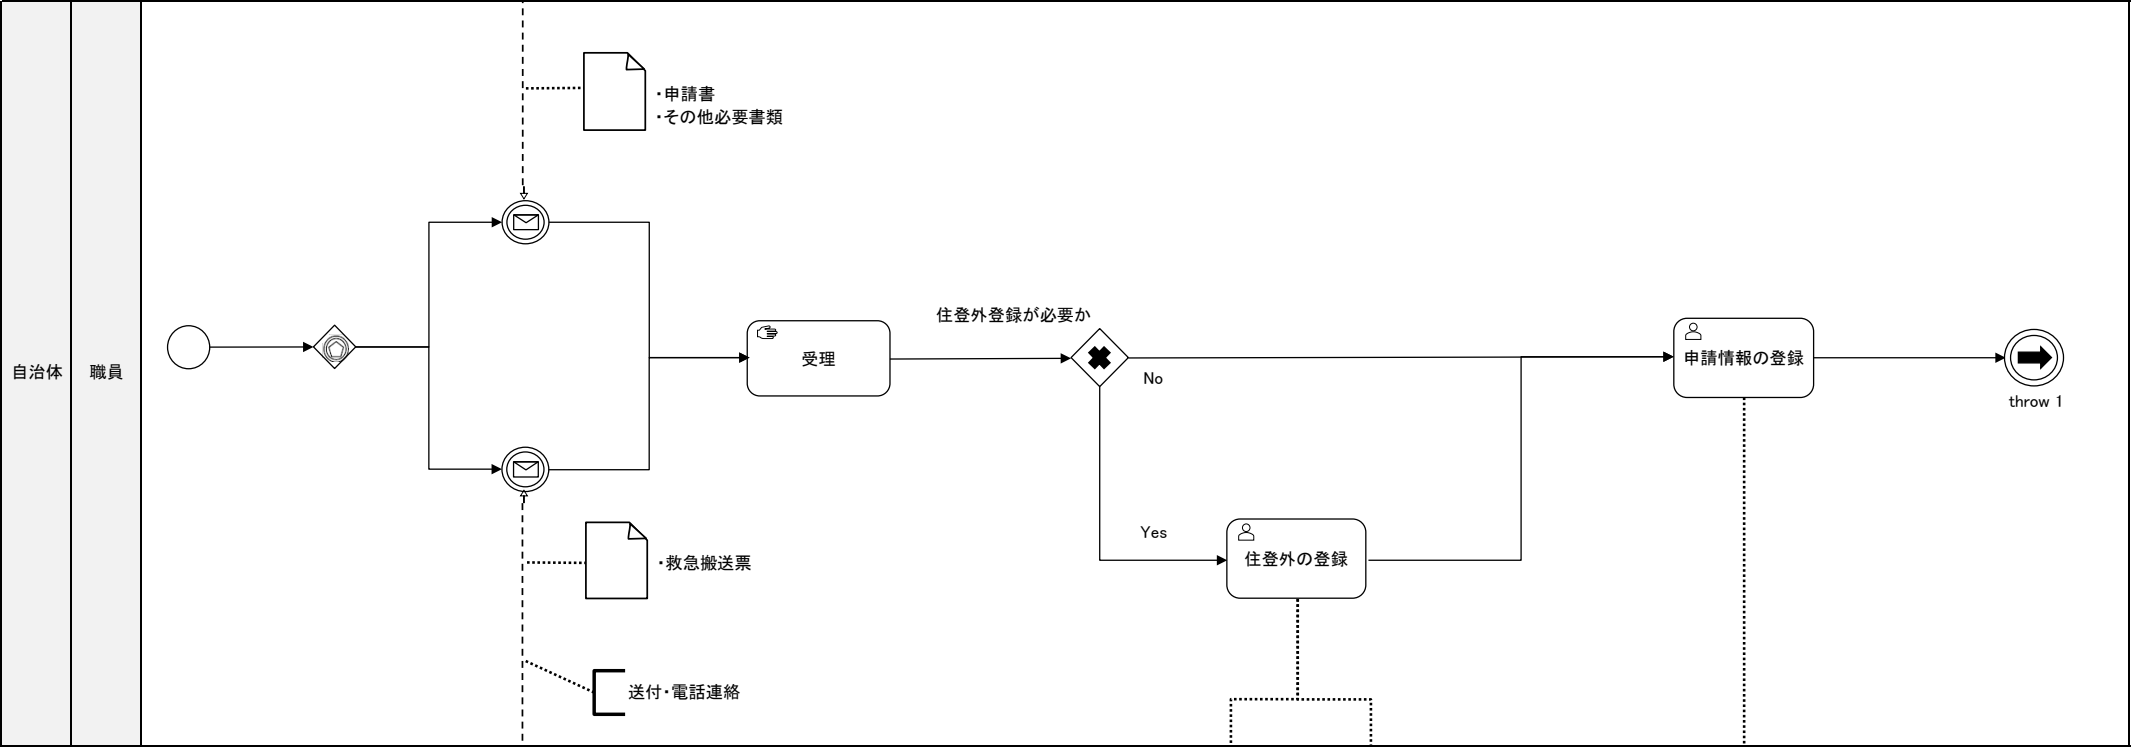 自治体
職員
・申請書
・その他必要書類
受理
住登外登録が必要か
No
Yes
住登外の登録
申請情報の登録
throw 1
・救急搬送票
送付・電話連絡